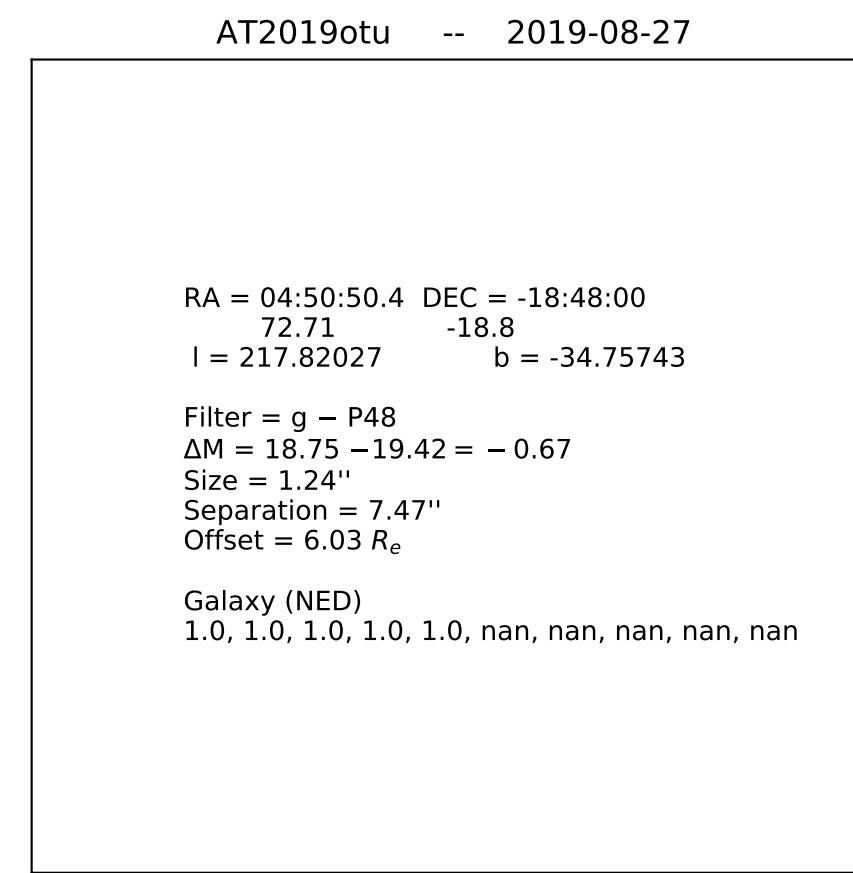 AT2019otu -- 2019-08-27
RA = 04:50:50.4 DEC = -18:48:00
72.71 -18.8
l = 217.82027 b = -34.75743
Filter = g − P48
ΔM = 18.75 −19.42 = − 0.67
Size = 1.24''
Separation = 7.47''
Offset = 6.03 Re
Galaxy (NED)
1.0, 1.0, 1.0, 1.0, 1.0, nan, nan, nan, nan, nan